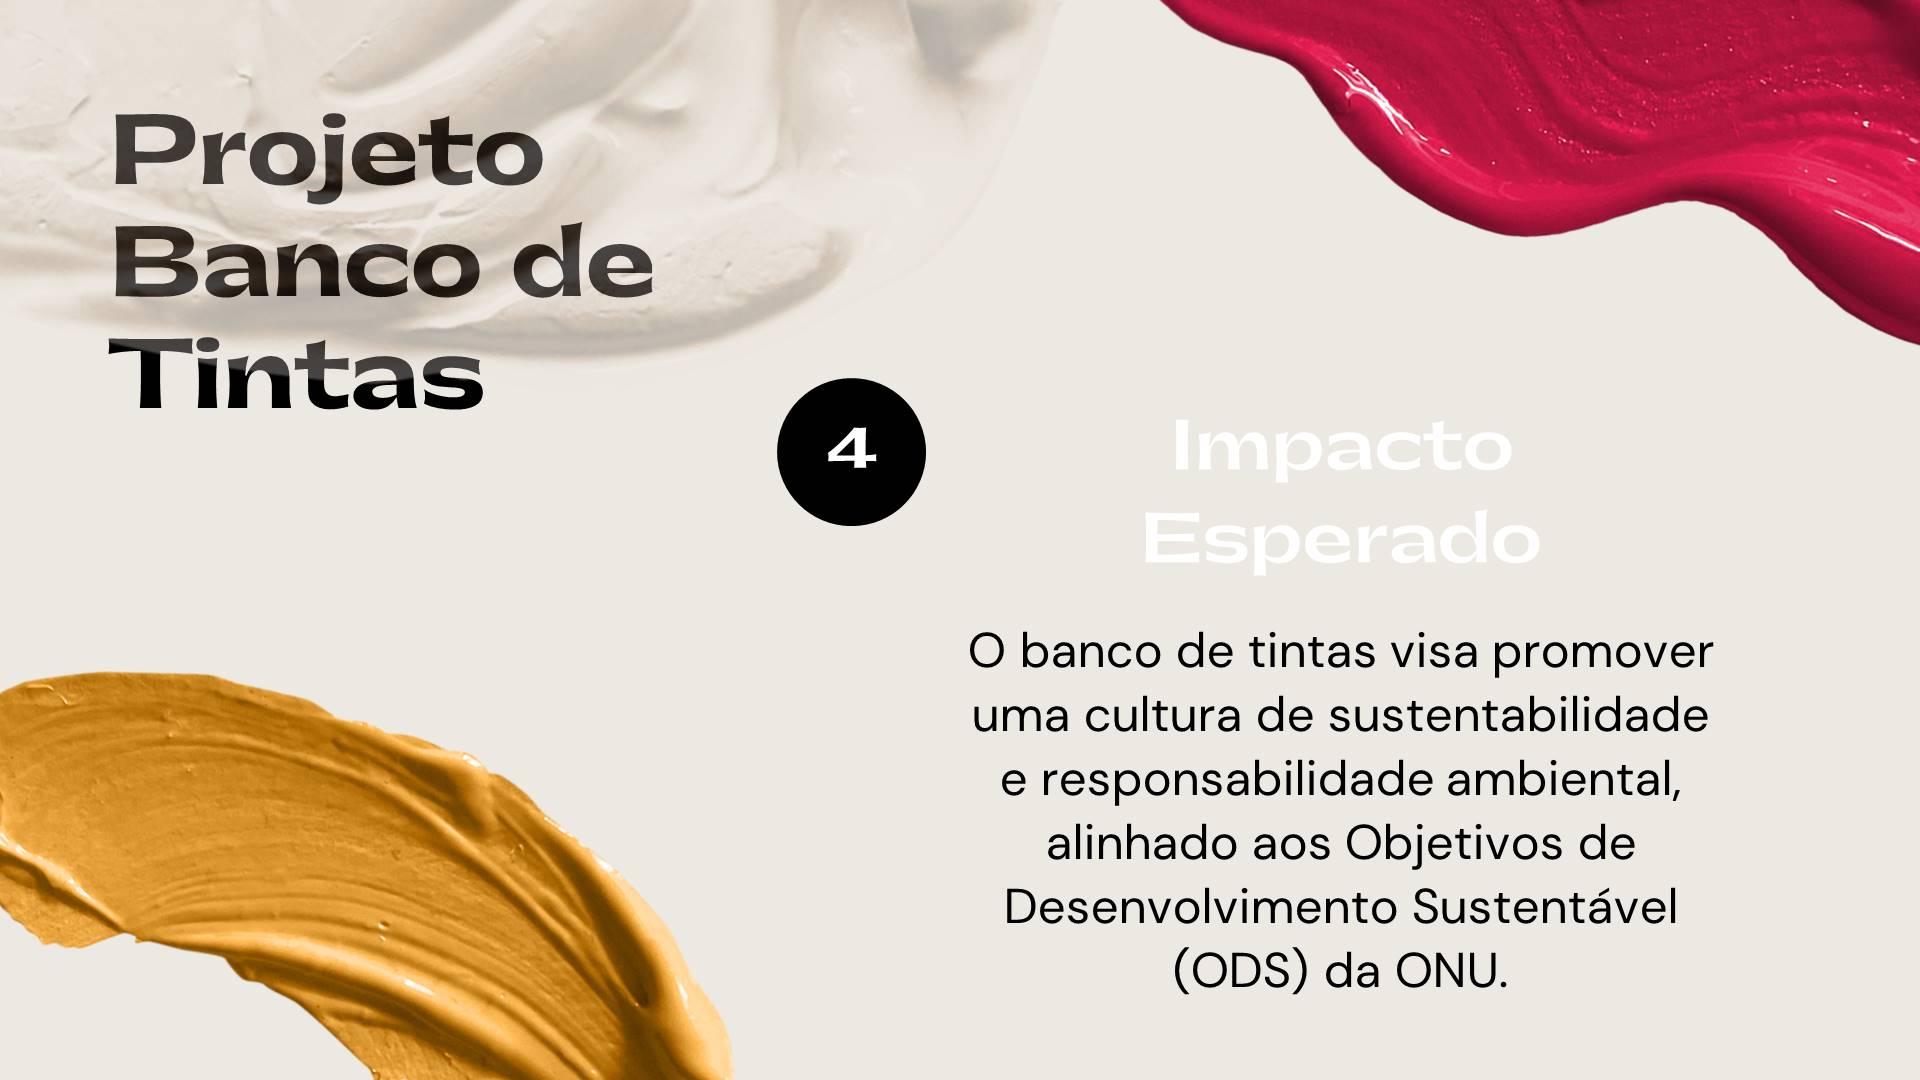 Projeto
Banco de
Tintas
4
Impacto
Esperado
O banco de tintas visa promover
uma cultura de sustentabilidade
e responsabilidade ambiental,
alinhado aos Objetivos de
Desenvolvimento Sustentável
(ODS) da ONU.